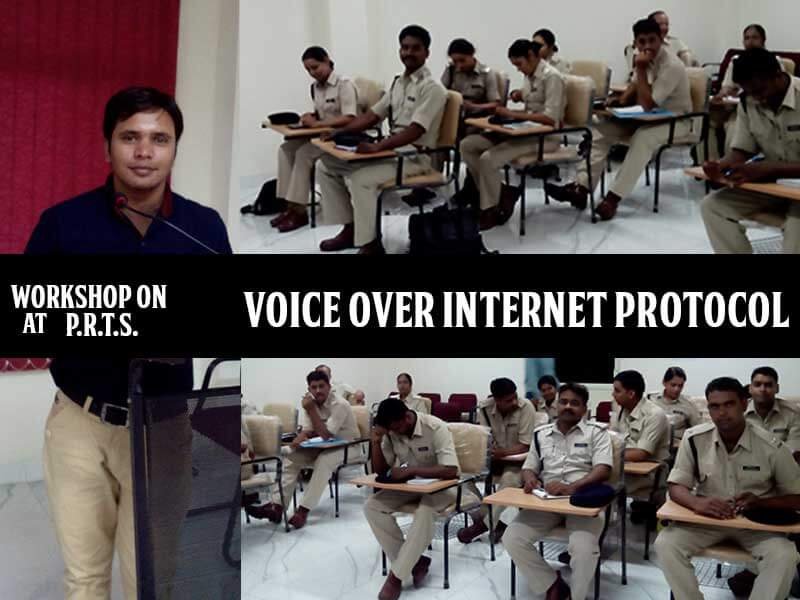 WORKSHOP ON
AT P.R.T.S.
VOICE OVER INTERNET PROTOCOL